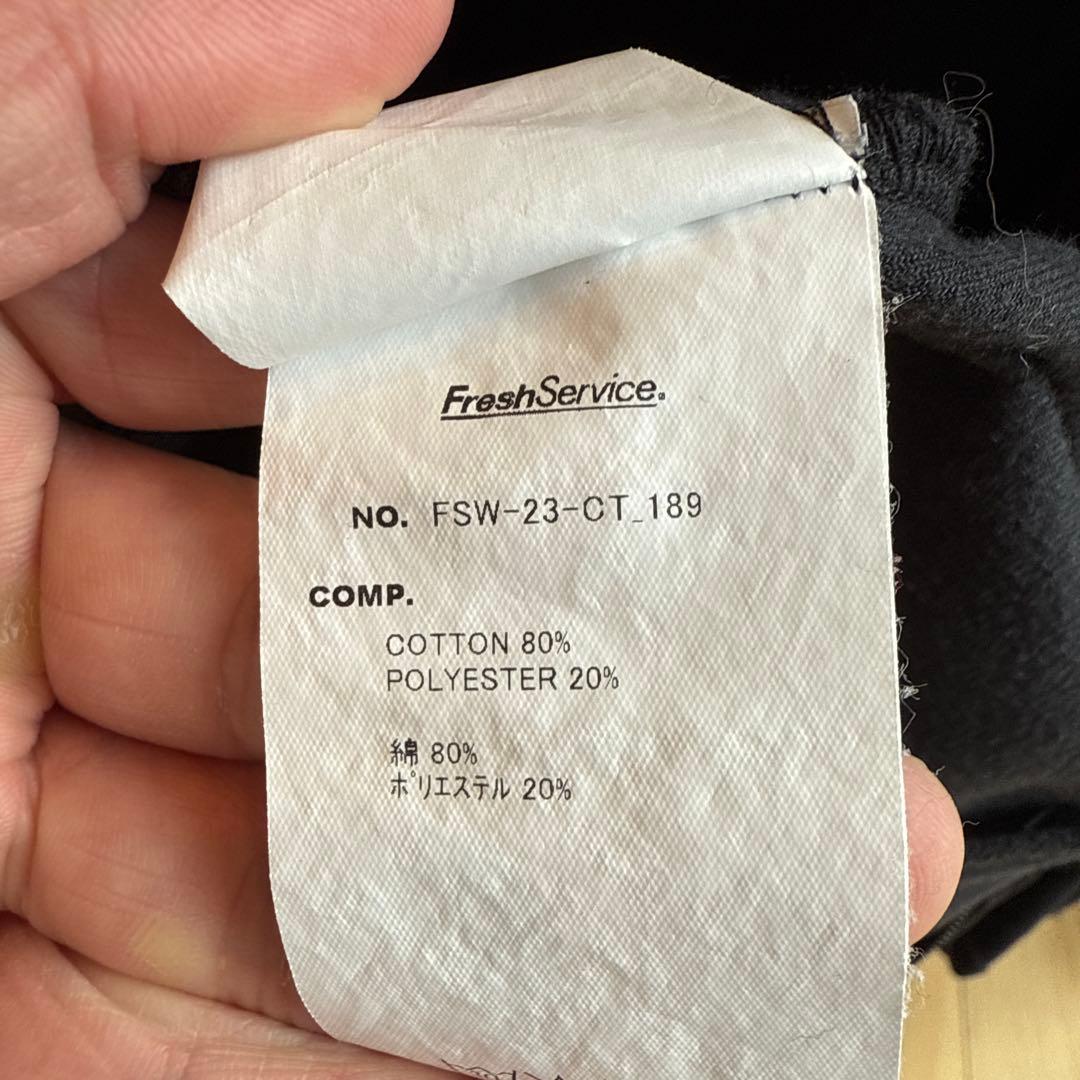 FreshService®
NO. FSW-23-CT_189
COMP.
COTTON 80%
POLYESTER 20%
綿 80%
ポリエステル 20%